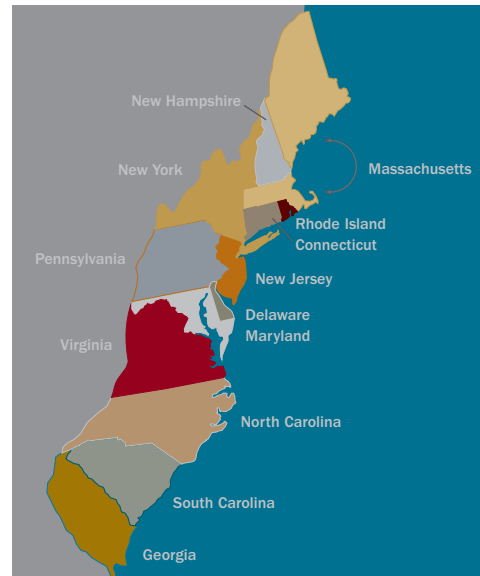 New Hampshire
New York
Massachusetts
Rhode Island
Connecticut
Pennsylvania
New Jersey
Delaware
Maryland
Virginia
North Carolina
South Carolina
Georgia